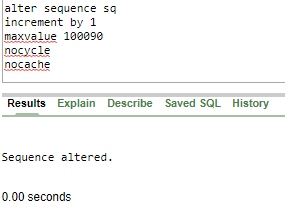 alter sequence sq
increment by 1
maxvalue 100090
nocycle
nocache
Results Explain Describe Saved SQL History
Sequence altered.
0.00 seconds